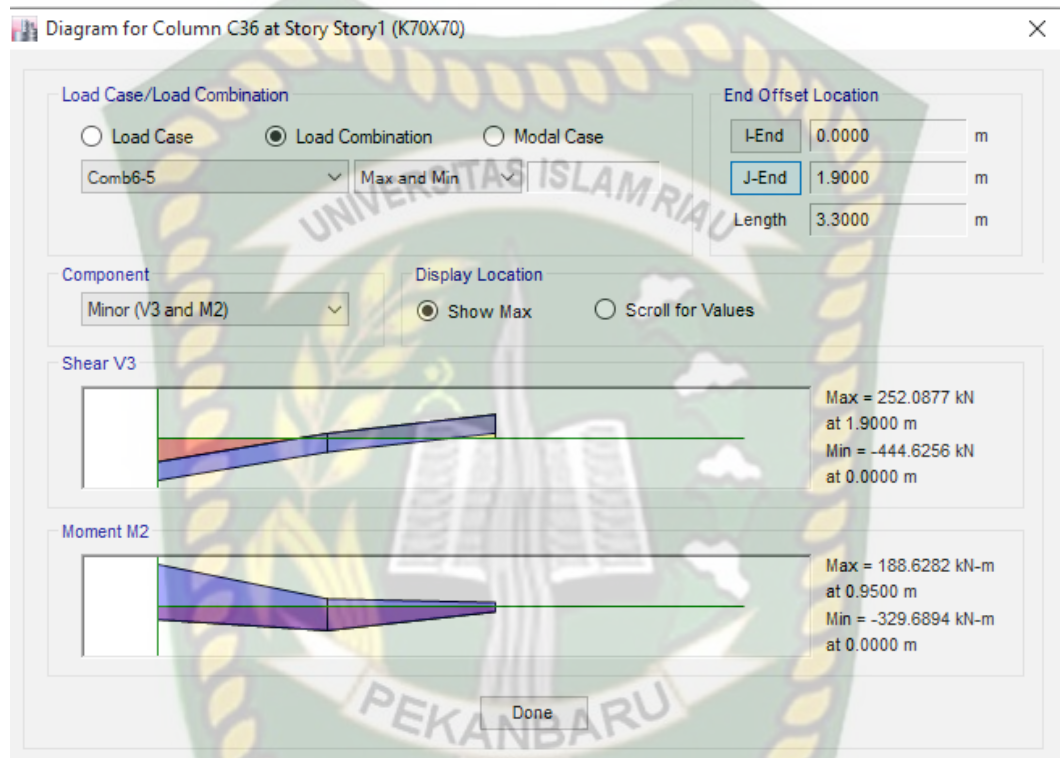 Diagram for Column C36 at Story Story1 (K70X70)
Load Case/Load Combination
Load Case Load Combination Modal Case
Comb6-5 Max and Min
End Offset Location
I-End 0.0000 m
J-End 1.9000 m
Length 3.3000 m
Component
Minor (V3 and M2)
Display Location
Show Max Scroll for Values
Shear V3
Max = 252.0877 kN
at 1.9000 m
Min = -444.6256 kN
at 0.0000 m
Moment M2
Max = 188.6282 kN-m
at 0.9500 m
Min = -329.6894 kN-m
at 0.0000 m
Done
UNIVERSITAS ISLAM RIAU
PEKANBARU